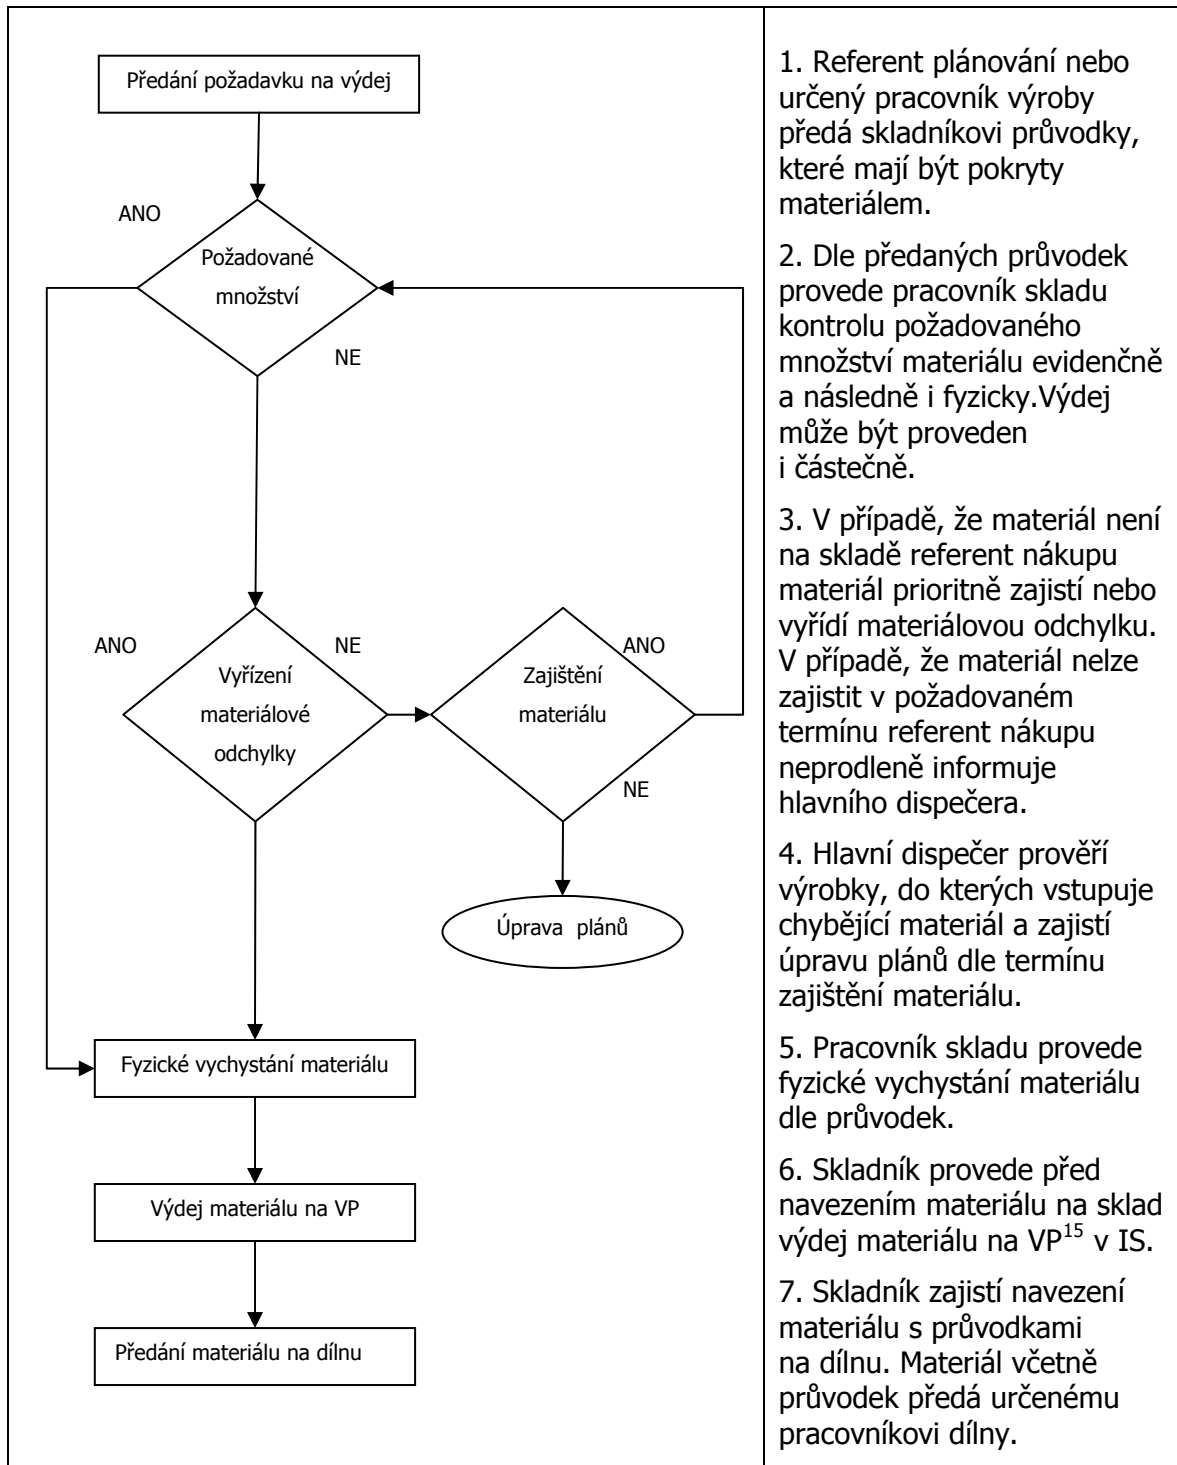 Předání požadavku na výdej
ANO
Požadované
množství
NE
ANO
NE
Vyřízení
materiálové
odchylky
ANO
Zajištění
materiálu
NE
Úprava plánů
Fyzické vychystání materiálu
Výdej materiálu na VP
Předání materiálu na dílnu
1. Referent plánování nebo
určený pracovník výroby
předá skladníkovi průvodky,
které mají být pokryty
materiálem.
2. Dle předaných průvodek
provede pracovník skladu
kontrolu požadovaného
množství materiálu evidenčně
a následně i fyzicky.Výdej
může být proveden
i částečně.
3. V případě, že materiál není
na skladě referent nákupu
materiál prioritně zajistí nebo
vyřídí materiálovou odchylku.
V případě, že materiál nelze
zajistit v požadovaném
termínu referent nákupu
neprodleně informuje
hlavního dispečera.
4. Hlavní dispečer prověří
výrobky, do kterých vstupuje
chybějící materiál a zajistí
úpravu plánů dle termínu
zajištění materiálu.
5. Pracovník skladu provede
fyzické vychystání materiálu
dle průvodek.
6. Skladník provede před
navezením materiálu na sklad
výdej materiálu na VP15 v IS.
7. Skladník zajistí navezení
materiálu s průvodkami
na dílnu. Materiál včetně
průvodek předá určenému
pracovníkovi dílny.